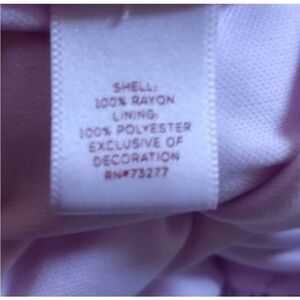 SHELL;
100% RAYON
LINING;
100% POLYESTER
EXCLUSIVE OF
DECORATION
RN#73277